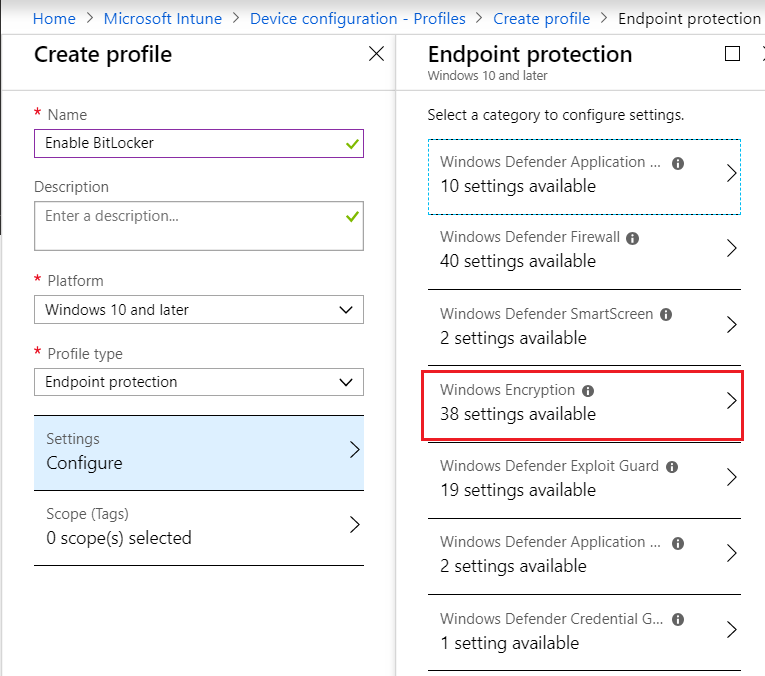 Home > Microsoft Intune > Device configuration - Profiles > Create profile > Endpoint protection
Create profile
* Name
Enable BitLocker
Description
Enter a description...
* Platform
Windows 10 and later
* Profile type
Endpoint protection
Settings
Configure
Scope (Tags)
0 scope(s) selected
Endpoint protection
Windows 10 and later
Select a category to configure settings.
Windows Defender Application ...
10 settings available
Windows Defender Firewall
40 settings available
Windows Defender SmartScreen
2 settings available
Windows Encryption
38 settings available
Windows Defender Exploit Guard
19 settings available
Windows Defender Application ...
2 settings available
Windows Defender Credential G...
1 setting available